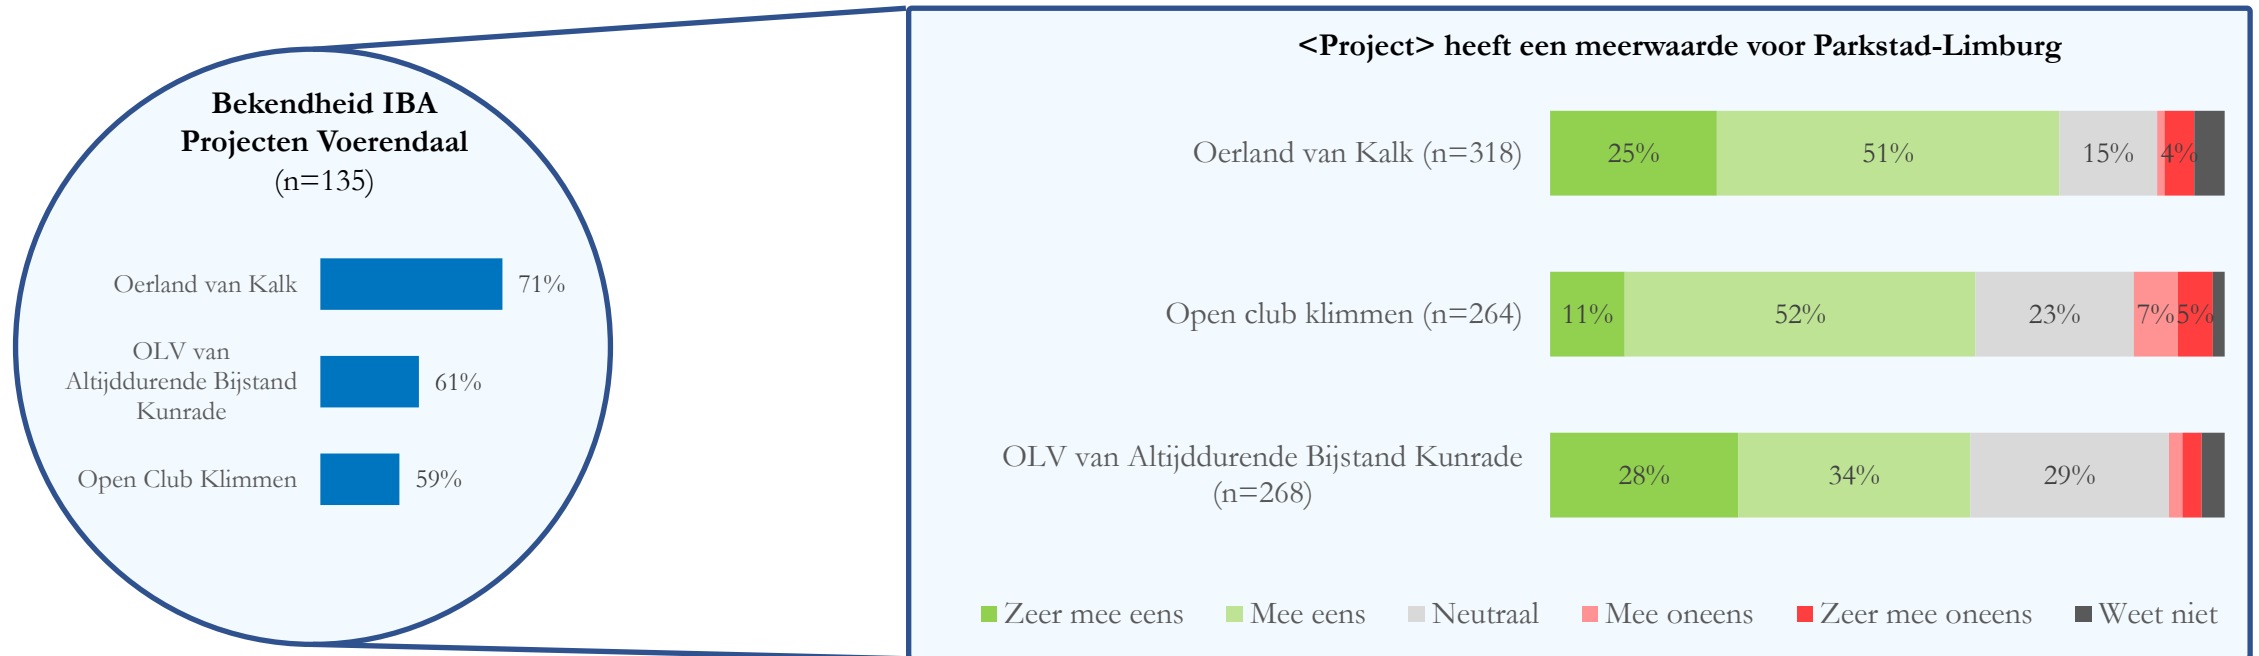 Bekendheid IBA
Projecten Voerendaal
(n=135)
Oerland van Kalk
71%
OLV van
Altijddurende Bijstand
Kunrade
61%
Open Club Klimmen
59%
<Project> heeft een meerwaarde voor Parkstad-Limburg
Oerland van Kalk (n=318)
25% 51% 15% 4%
Open club klimmen (n=264)
11% 52% 23% 7% 5%
OLV van Altijddurende Bijstand Kunrade
(n=268)
28% 34% 29%
Zeer mee eens Mee eens Neutraal Mee oneens Zeer mee oneens Weet niet